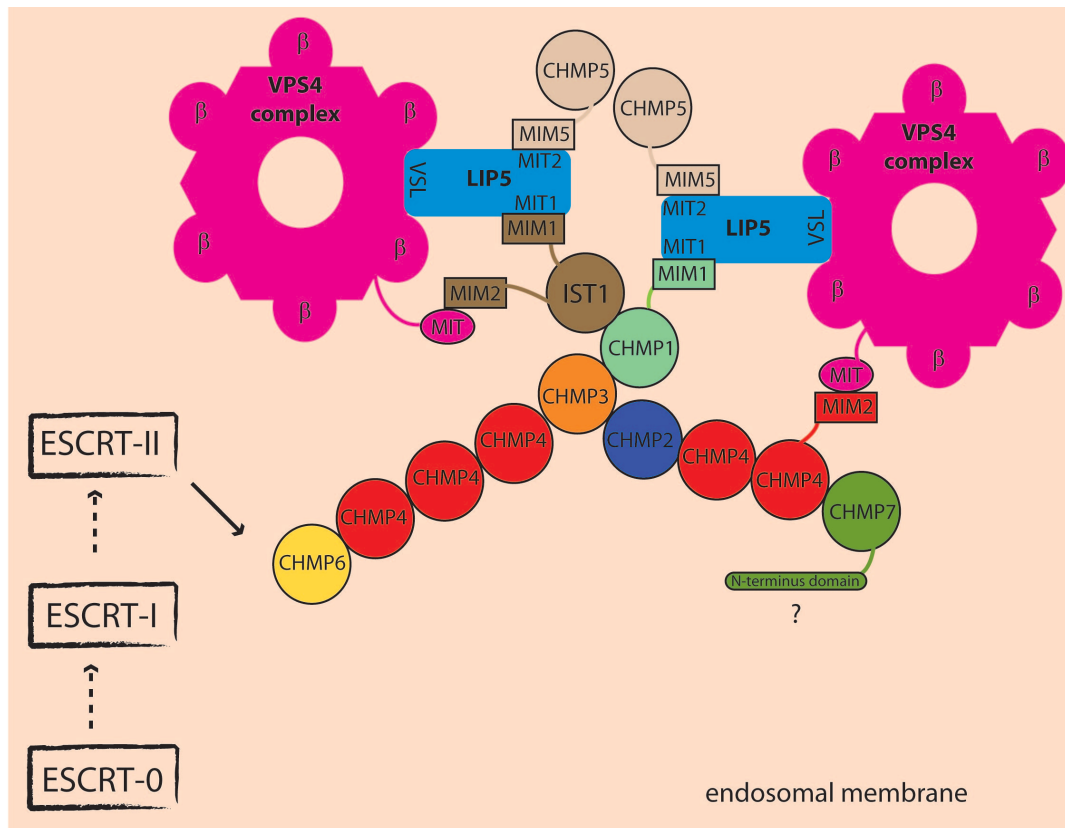 β
VPS4
complex
β
β
β
β
β
CHMP5
CHMP5
MIM5
MIT2
VSL
LIP5
MIT1
MIM1
MIM2
MIT
IST1
CHMP1
MIM5
MIT2
LIP5
VSL
MIT1
MIM1
β
VPS4
complex
β
β
β
β
β
MIT
MIM2
CHMP3
CHMP4
CHMP2
CHMP4
CHMP4
CHMP4
CHMP4
CHMP7
CHMP6
N-terminus domain
?
ESCRT-II
ESCRT-I
ESCRT-0
endosomal membrane